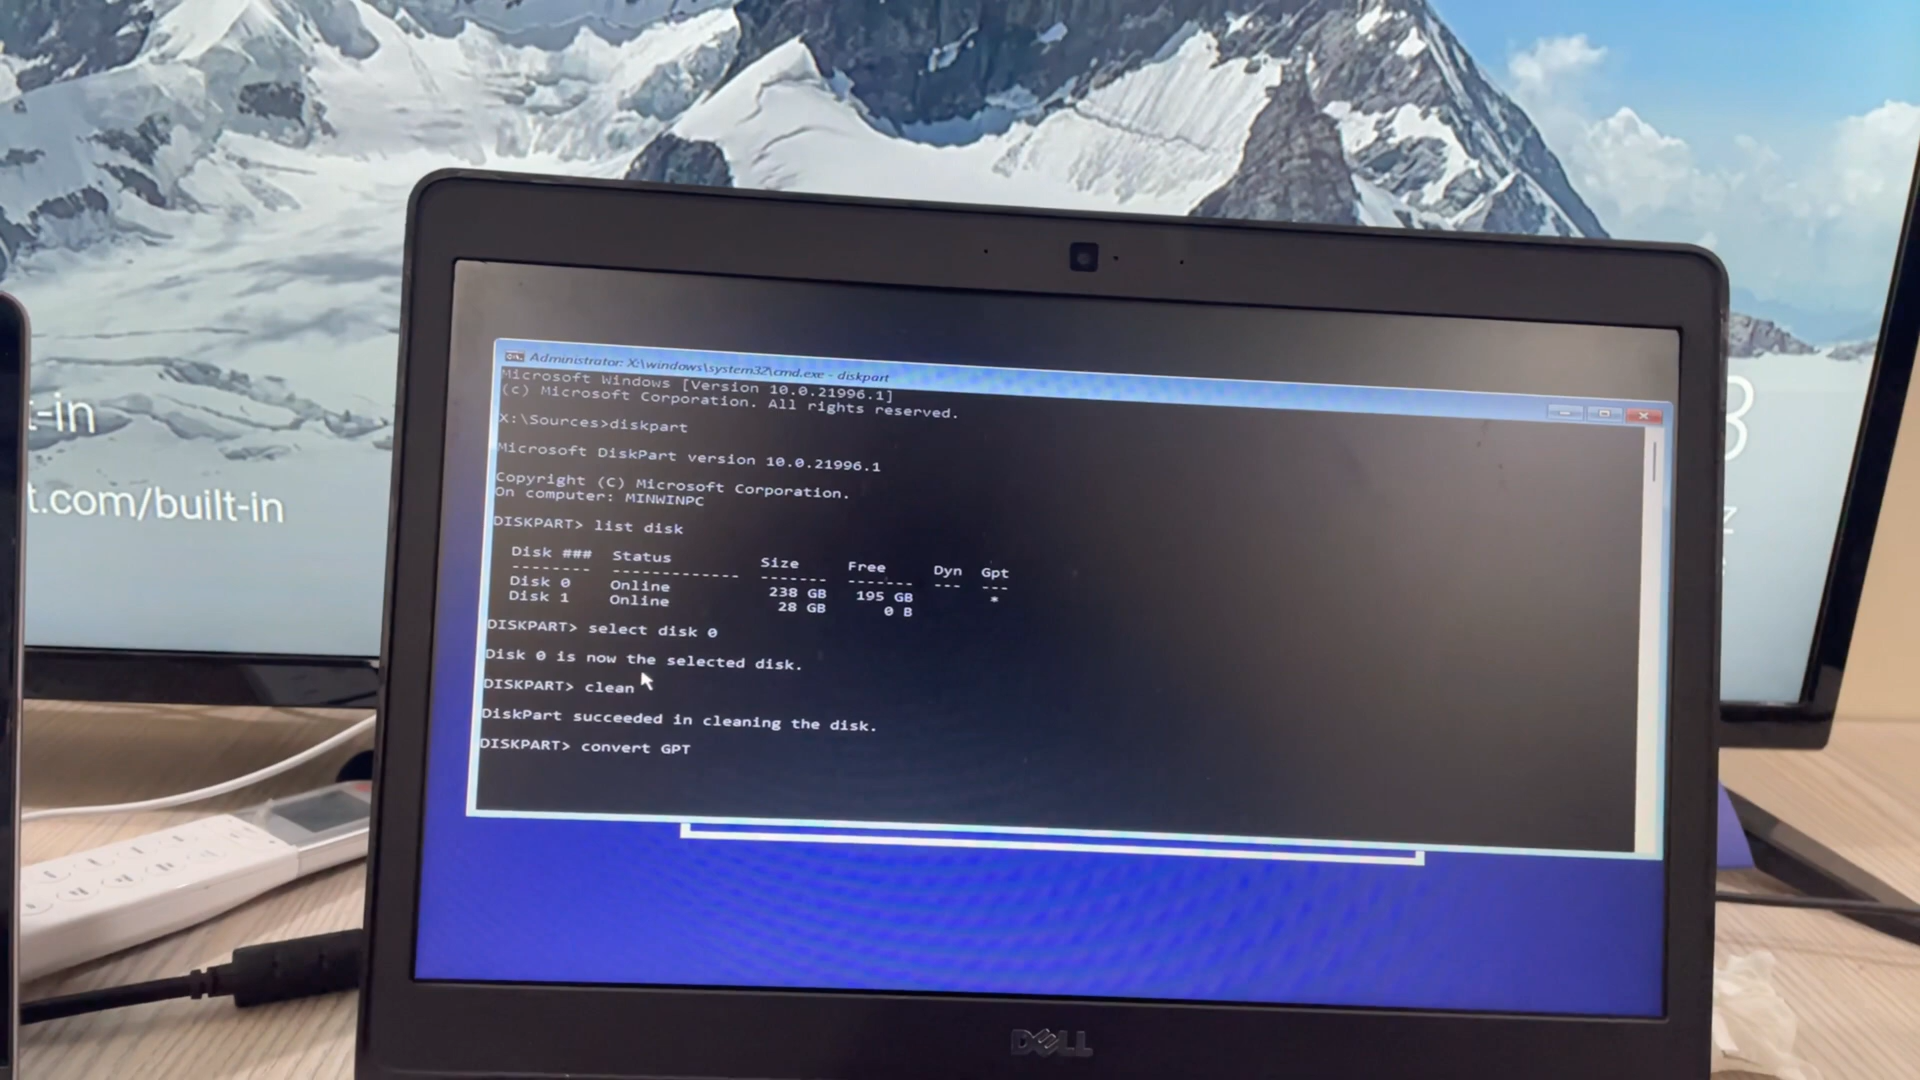 t-in
t.com/built-in
Administrator: X:\windows\system32\cmd.exe - diskpart
Microsoft Windows [Version 10.0.21996.1]
(c) Microsoft Corporation. All rights reserved.
X:\Sources>diskpart
Microsoft DiskPart version 10.0.21996.1
Copyright (C) Microsoft Corporation.
On computer: MINWINPC
DISKPART> list disk
Disk ### Status Size Free Dyn Gpt
-------- ------------- ------- ------- --- ---
Disk 0 Online 238 GB 195 GB *
Disk 1 Online 28 GB 0 B
DISKPART> select disk 0
Disk 0 is now the selected disk.
DISKPART> clean
DiskPart succeeded in cleaning the disk.
DISKPART> convert GPT
DELL